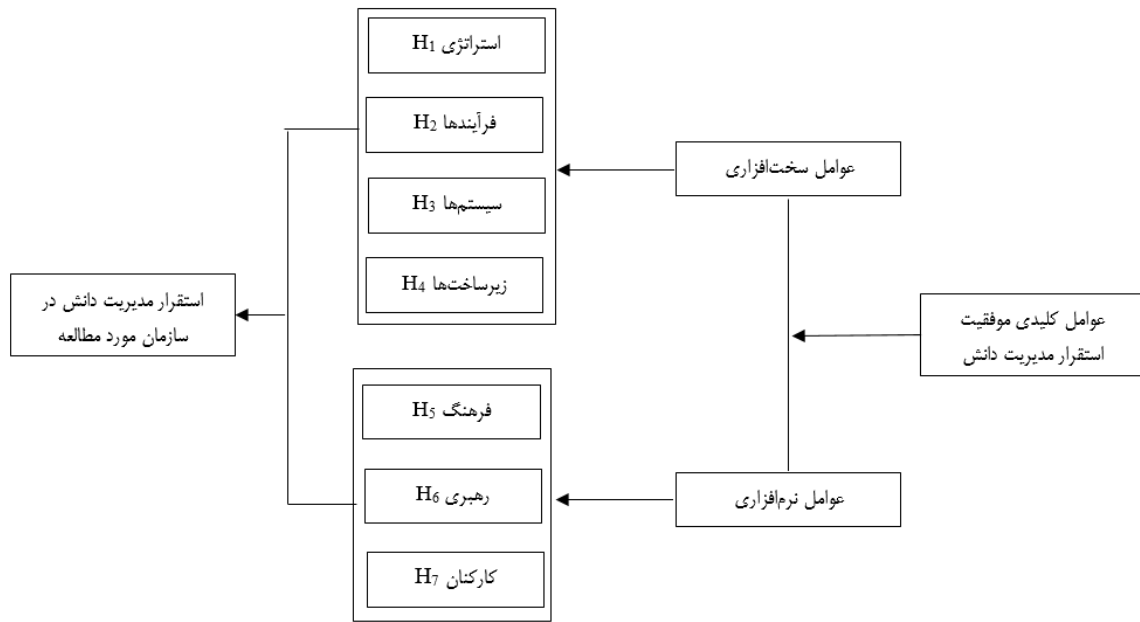 عوامل کلیدی موفقیت
استقرار مدیریت دانش
عوامل سخت‌افزاری
عوامل نرم‌افزاری
استراتژی H₁
فرآیندها H₂
سیستم‌ها H₃
زیرساخت‌ها H₄
فرهنگ H₅
رهبری H₆
کارکنان H₇
استقرار مدیریت دانش در
سازمان مورد مطالعه